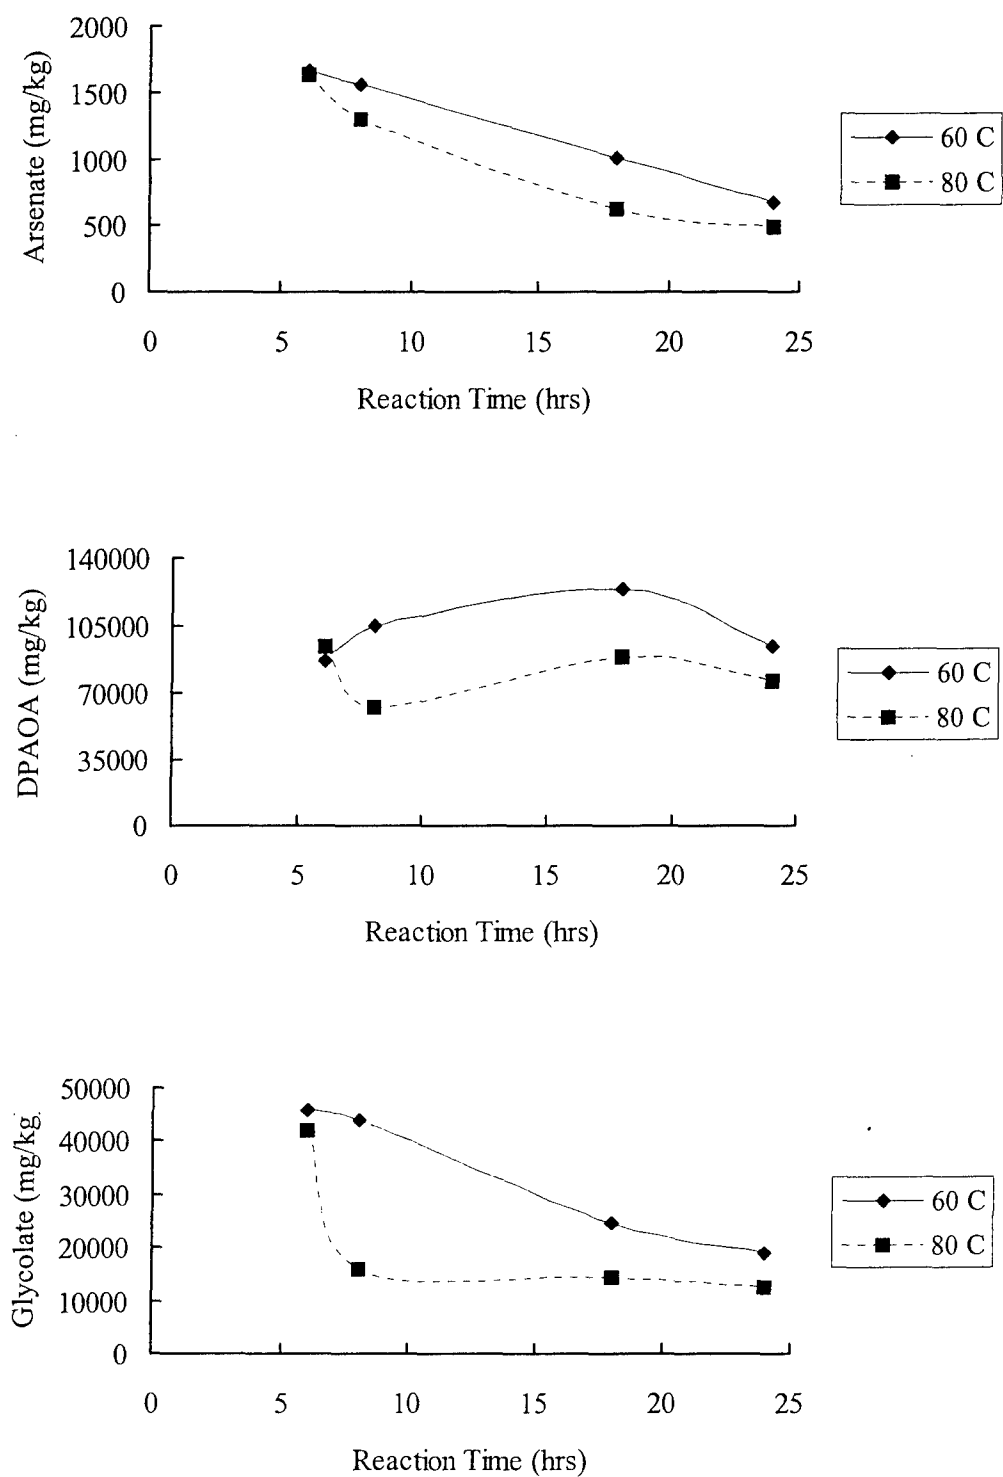 2000
1500
1000
500
0
Arsenate (mg/kg)
0 5 10 15 20 25
Reaction Time (hrs)
60 C
80 C
140000
105000
70000
35000
0
DPAOA (mg/kg)
0 5 10 15 20 25
Reaction Time (hrs)
60 C
80 C
50000
40000
30000
20000
10000
0
Glycolate (mg/kg)
0 5 10 15 20 25
Reaction Time (hrs)
60 C
80 C